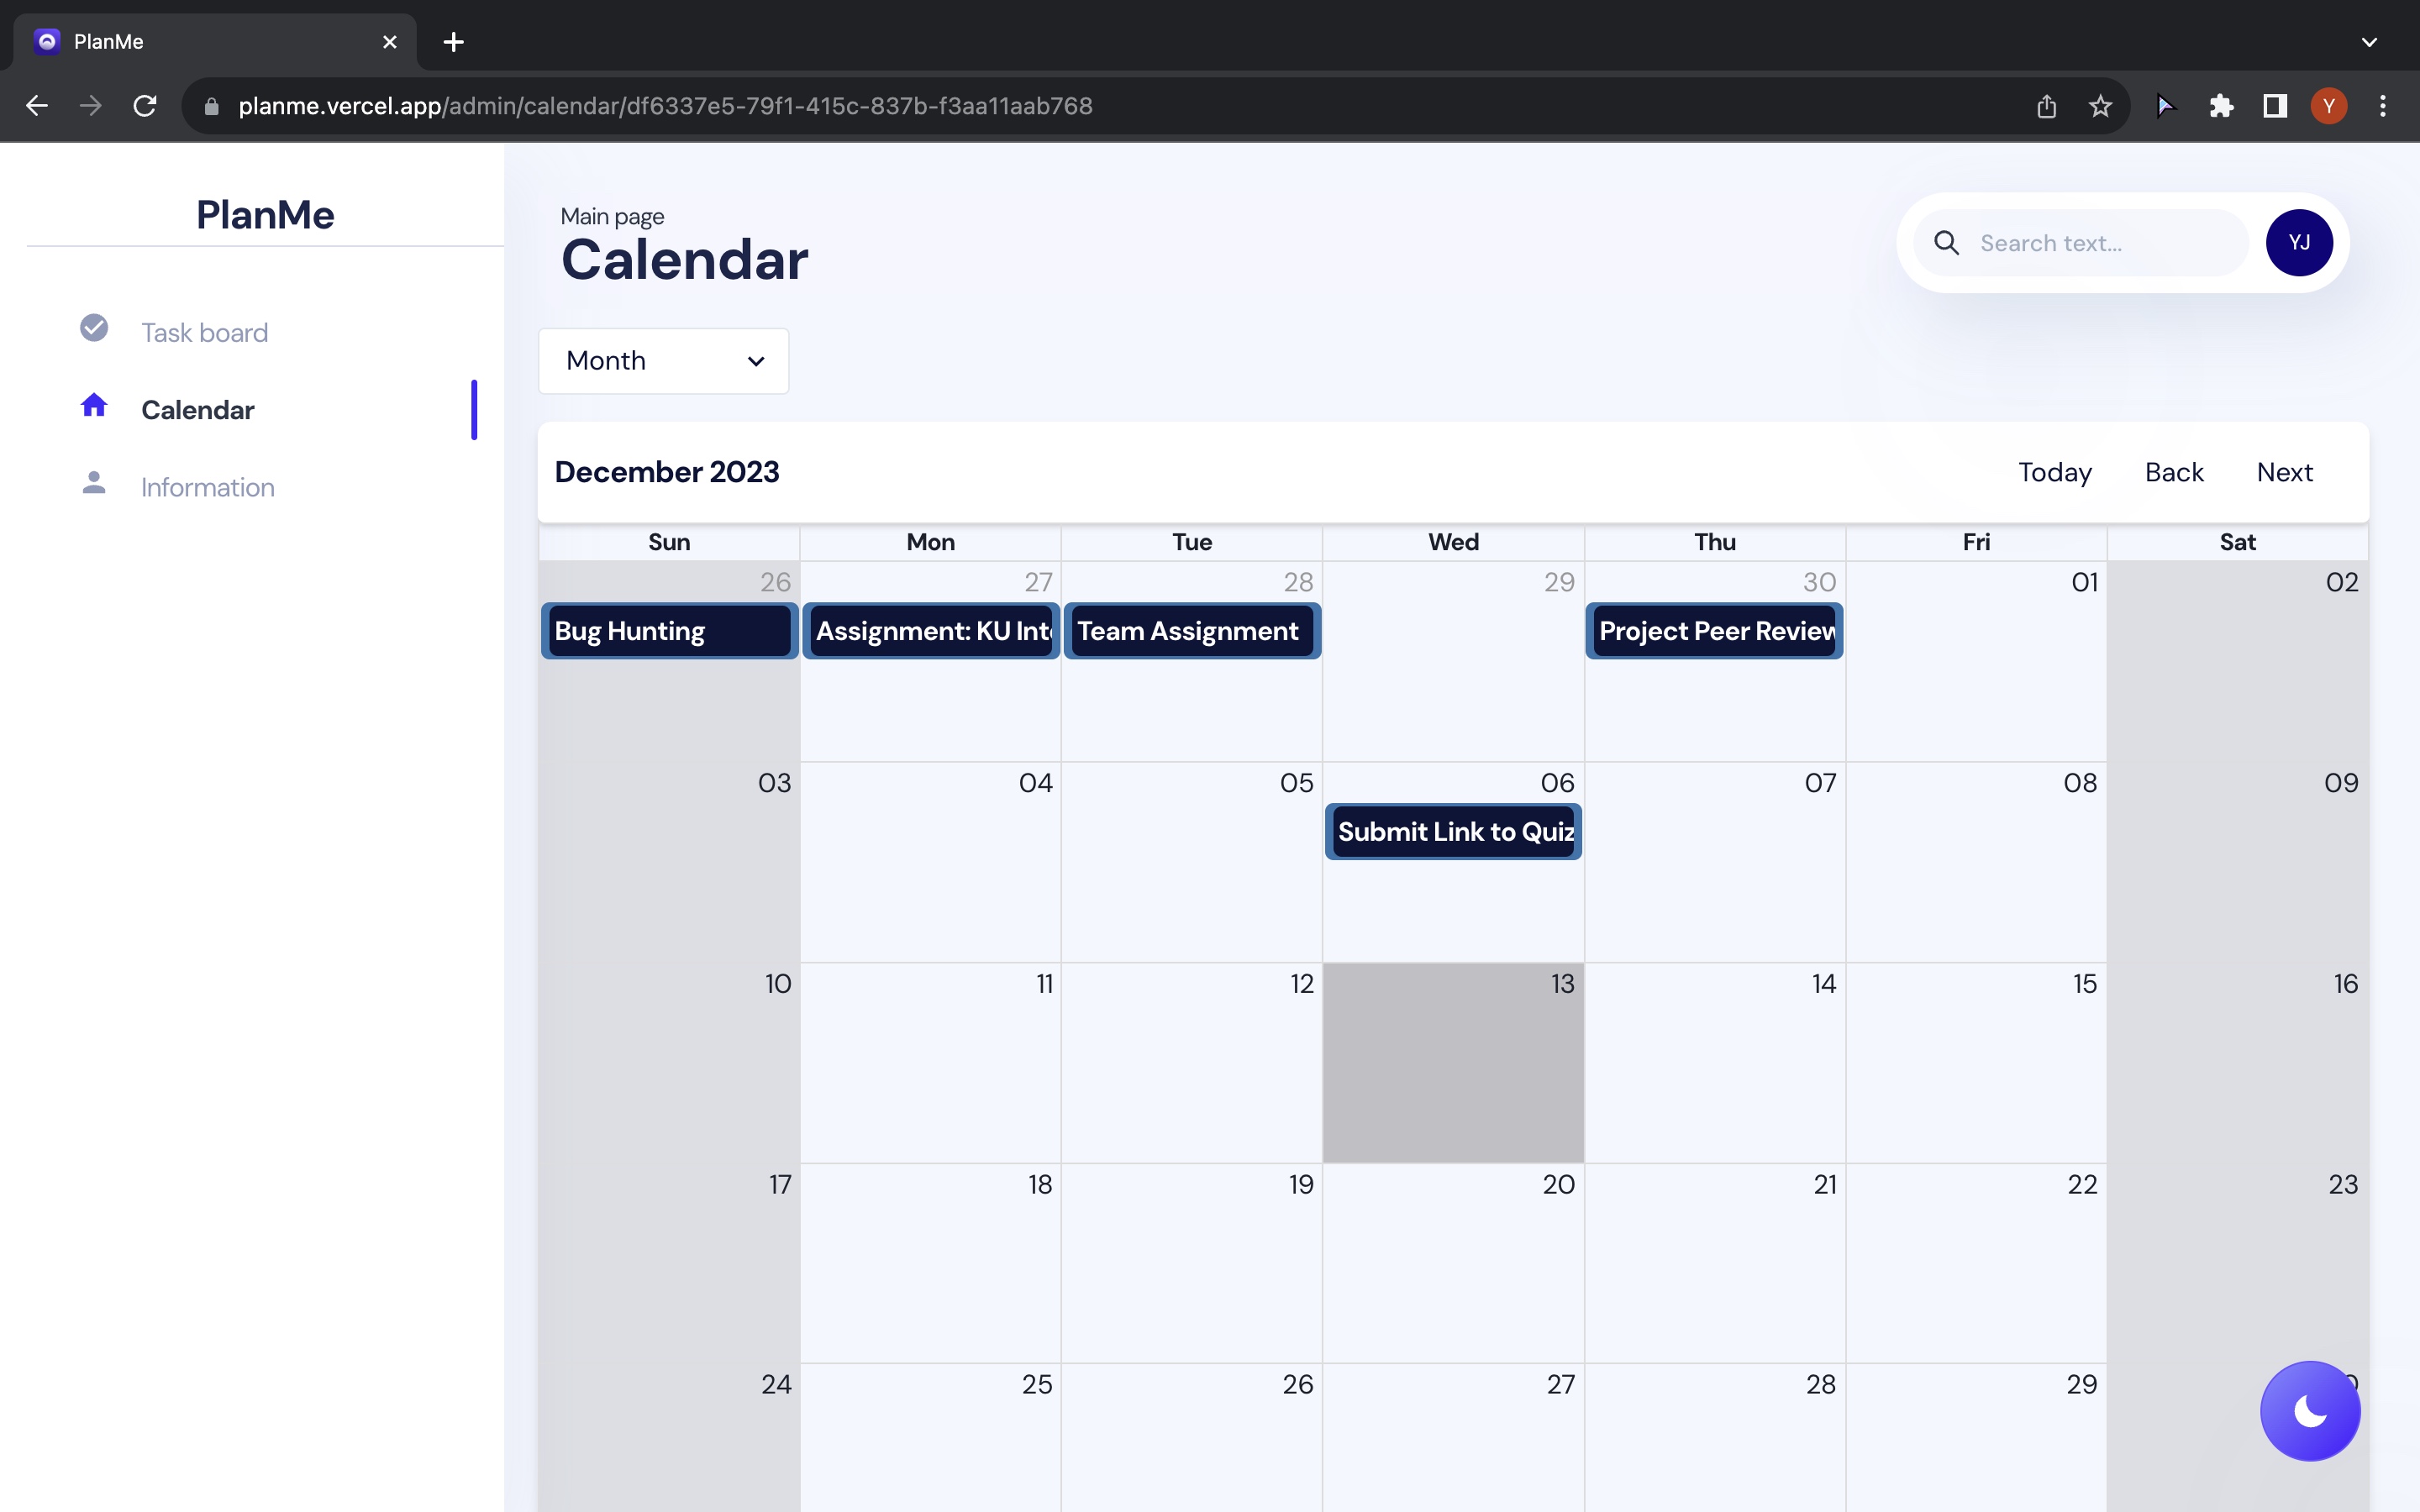 PlanMe
planme.vercel.app/admin/calendar/df6337e5-79f1-415c-837b-f3aa11aab768
Y
PlanMe
Task board
Calendar
Information
Main page
Calendar
Search text...
YJ
Month
December 2023
Today Back Next
Sun Mon Tue Wed Thu Fri Sat
26 27 28 29 30 01 02
Bug Hunting Assignment: KU Team Assignment Project Peer Review
03 04 05 06 07 08 09
Submit Link to Quiz
10 11 12 13 14 15 16
17 18 19 20 21 22 23
24 25 26 27 28 29